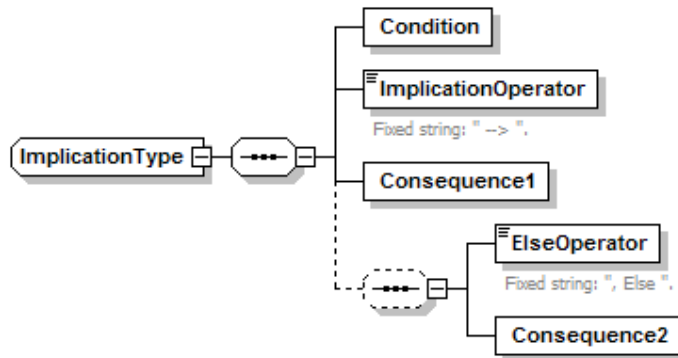 Condition
ImplicationOperator
Fixed string: " --> ".
ImplicationType
Consequence1
ElseOperator
Fixed string: ", Else ".
Consequence2